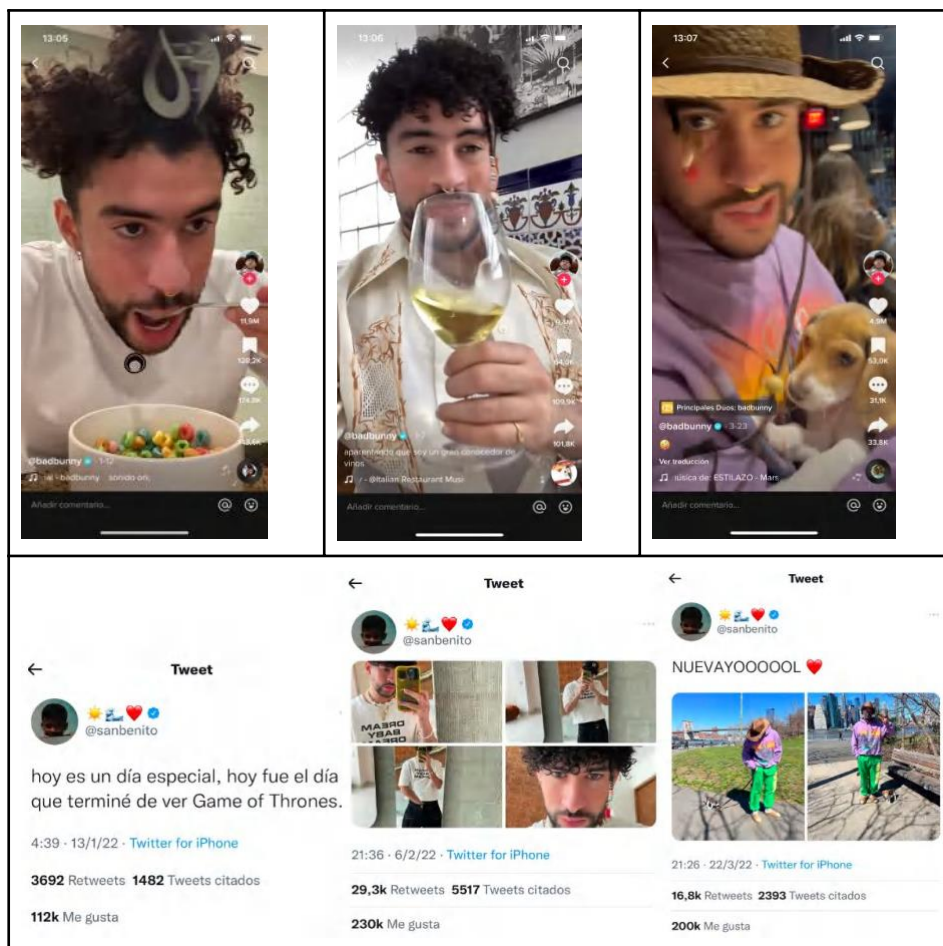 13:05
11,9M
@badbunny · 1-12
badbunny sonido ori
Añadir comentario...
13:06
109,9K
101,8K
@badbunny
aparentando que soy un gran conocedor de
vinos
- @Italian Restaurant Musi
Añadir comentario...
13:07
4,9M
53,0K
31,1K
33,8K
Principales Dúos: badbunny
@badbunny · 3-23
Ver traducción
ESTILAZO - Mars
Añadir comentario...
Tweet
@sanbenito
hoy es un día especial, hoy fue el día
que terminé de ver Game of Thrones.
4:39 · 13/1/22 · Twitter for iPhone
3692 Retweets 1482 Tweets citados
112k Me gusta
Tweet
@sanbenito
21:36 · 6/2/22 · Twitter for iPhone
29,3k Retweets 5517 Tweets citados
230k Me gusta
Tweet
@sanbenito
NUEVAYOOOOOL ❤️
21:26 · 22/3/22 · Twitter for iPhone
16,8k Retweets 2393 Tweets citados
200k Me gusta